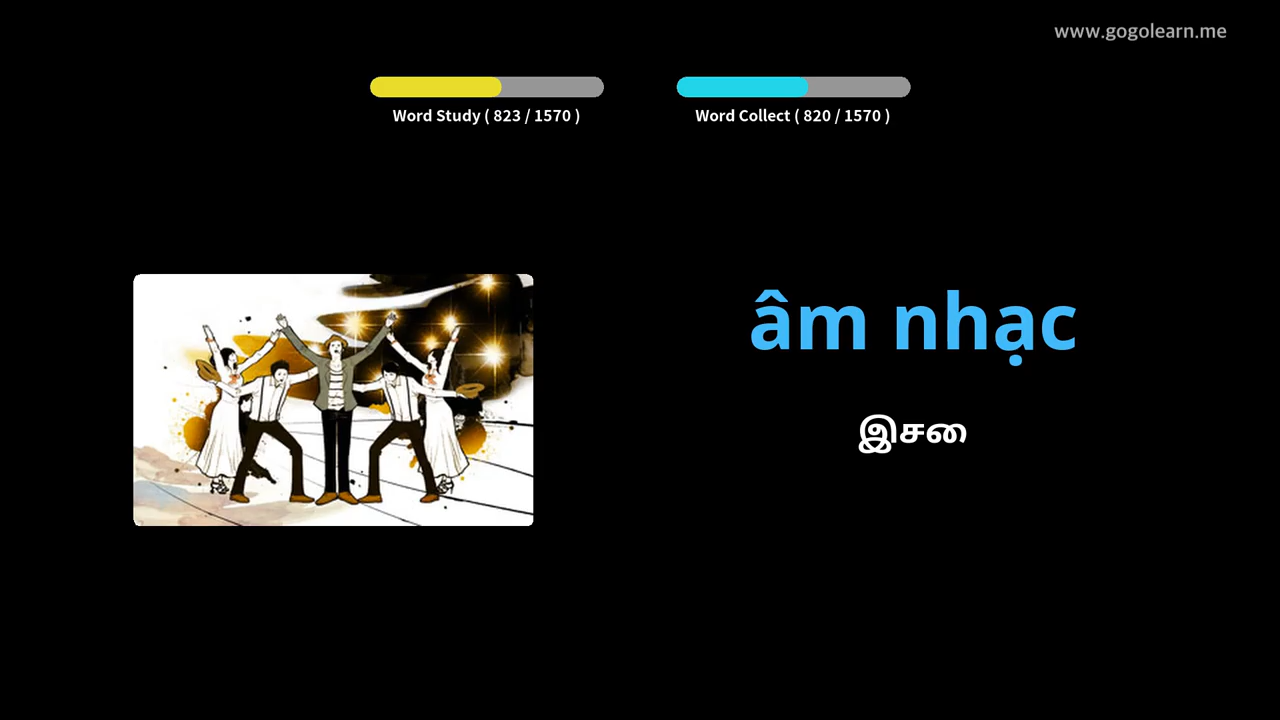 www.gogolearn.me
Word Study ( 823 / 1570 )
Word Collect ( 820 / 1570 )
âm nhạc
இசை